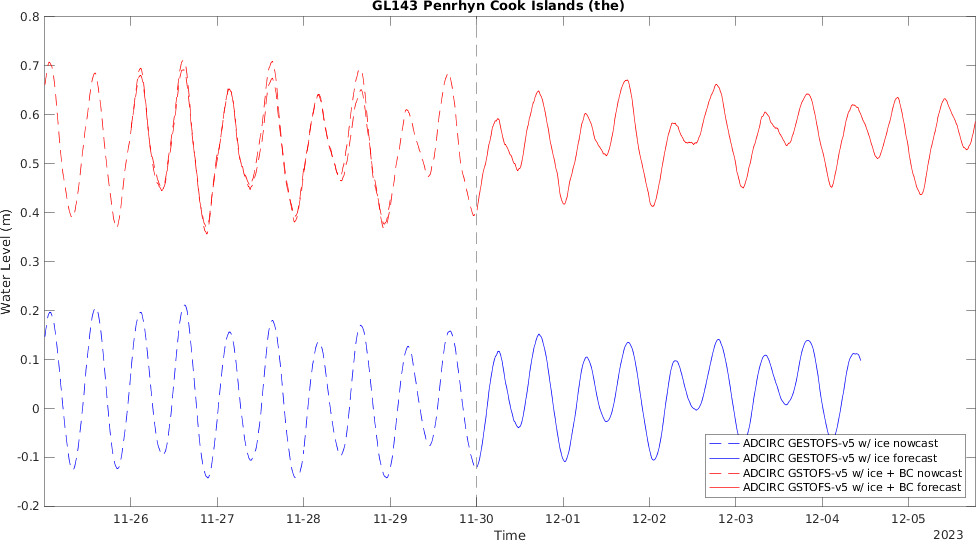 GL143 Penrhyn Cook Islands (the)
Water Level (m)
0.8
0.7
0.6
0.5
0.4
0.3
0.2
0.1
0
-0.1
-0.2
ADCIRC GESTOFS-v5 w/ ice nowcast
ADCIRC GESTOFS-v5 w/ ice forecast
ADCIRC GSTOFS-v5 w/ ice + BC nowcast
ADCIRC GSTOFS-v5 w/ ice + BC forecast
11-26 11-27 11-28 11-29 11-30 12-01 12-02 12-03 12-04 12-05
Time
2023